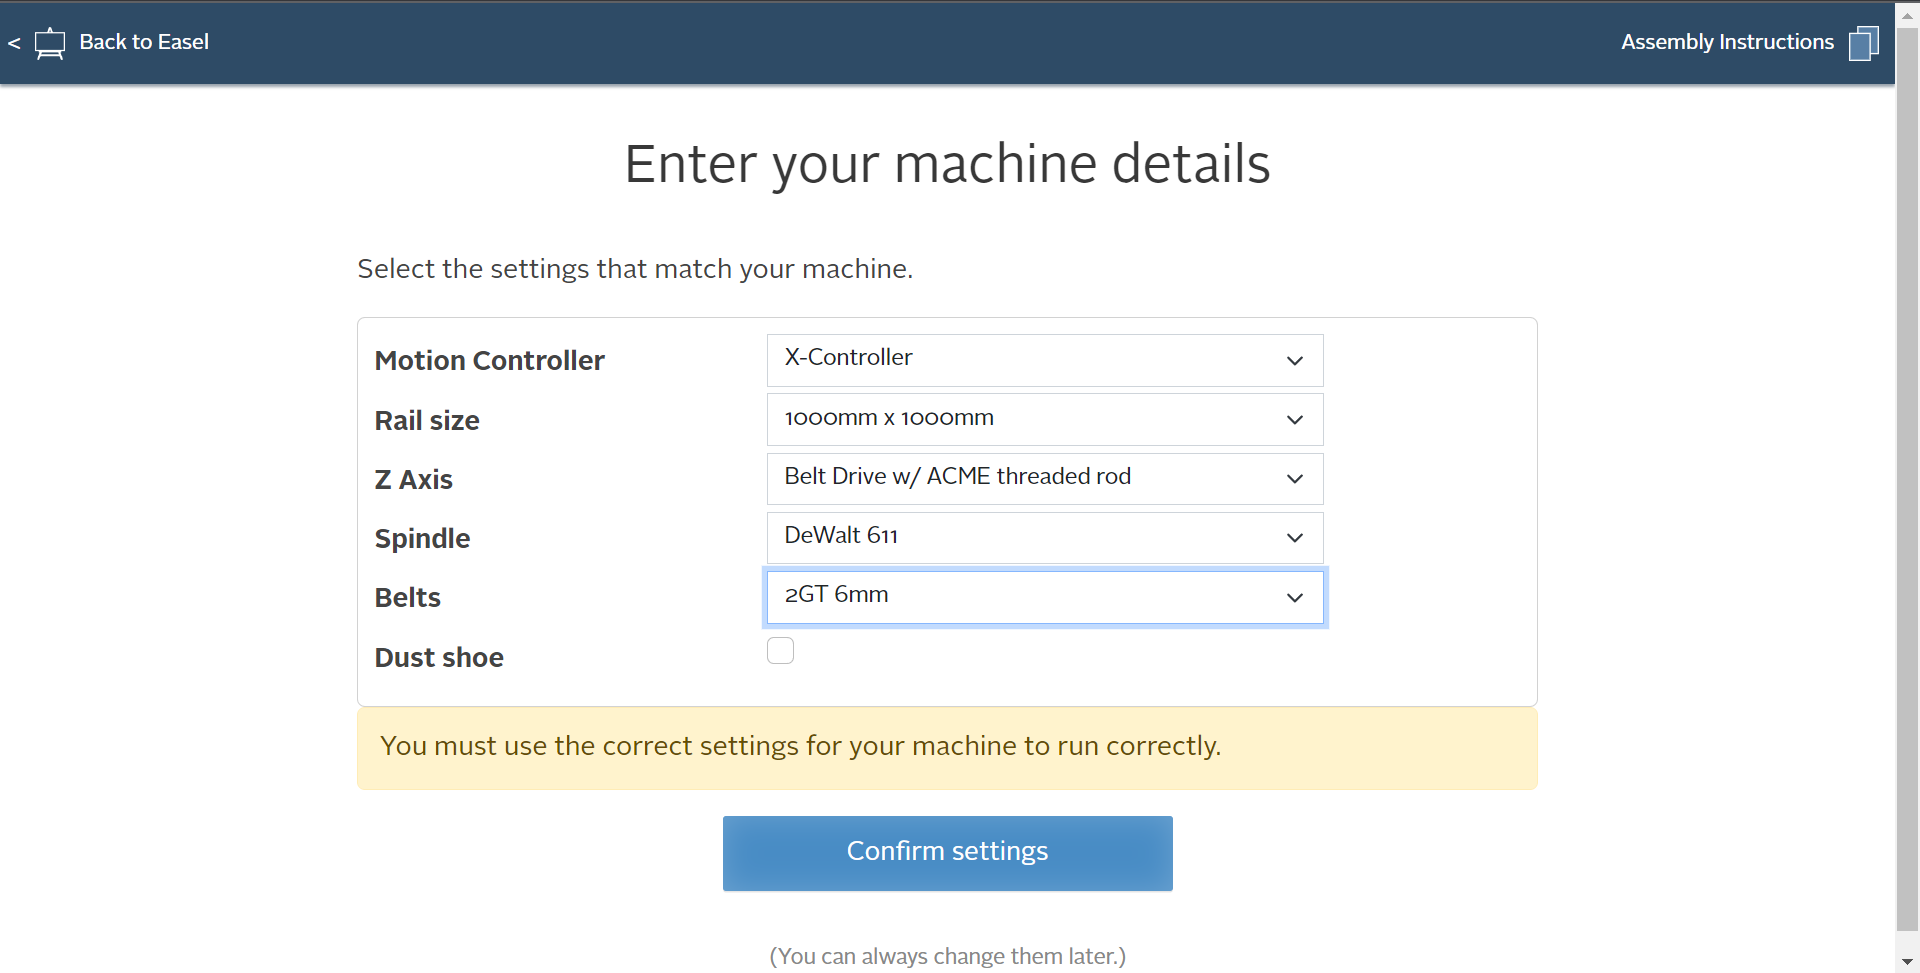 < Back to Easel
Assembly Instructions
Enter your machine details
Select the settings that match your machine.
Motion Controller X-Controller
Rail size 1000mm x 1000mm
Z Axis Belt Drive w/ ACME threaded rod
Spindle DeWalt 611
Belts 2GT 6mm
Dust shoe
You must use the correct settings for your machine to run correctly.
Confirm settings
(You can always change them later.)